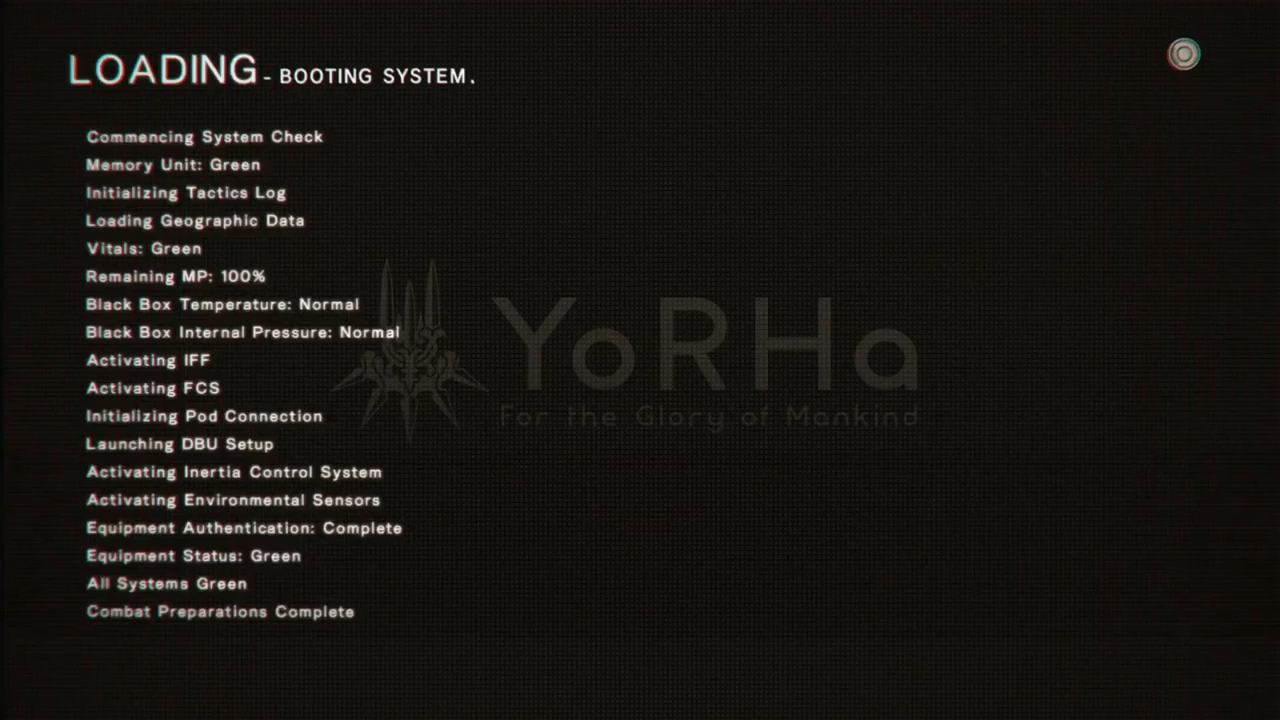 LOADING - BOOTING SYSTEM.
Commencing System Check
Memory Unit: Green
Initializing Tactics Log
Loading Geographic Data
Vitals: Green
Remaining MP: 100%
Black Box Temperature: Normal
Black Box Internal Pressure: Normal
Activating IFF
Activating FCS
Initializing Pod Connection
Launching DBU Setup
Activating Inertia Control System
Activating Environmental Sensors
Equipment Authentication: Complete
Equipment Status: Green
All Systems Green
Combat Preparations Complete
YoRHa
For the Glory of Mankind